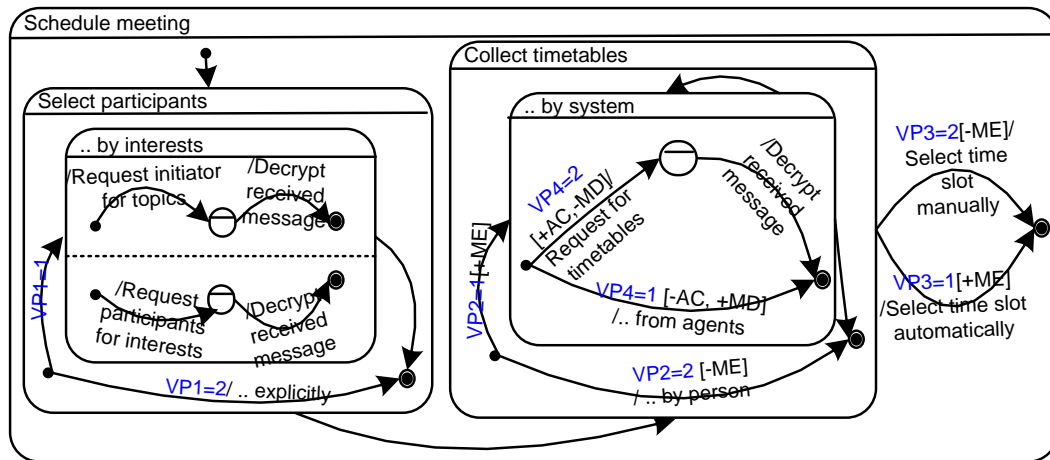 Schedule meeting
Select participants
.. by interests
/Request initiator
for topics
/Decrypt
received
message
/Request
participants
for interests
/Decrypt
received
message
VP1=1
VP1=2/ .. explicitly
Collect timetables
.. by system
VP4=2
[+AC,-MD]/
Request for
timetables
/Decrypt
received
message
VP4=1 [-AC, +MD]
/.. from agents
VP2=1[+ME]
VP2=2 [-ME]
/ .. by person
VP3=2[-ME]/
Select time
slot
manually
VP3=1[+ME]
/Select time slot
automatically